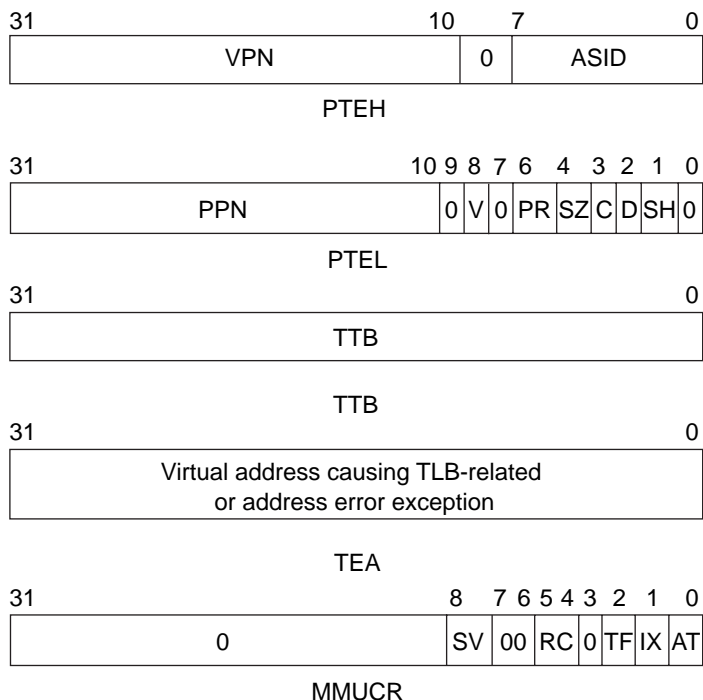 31 10 7 0
VPN 0 ASID
PTEH
31 10 9 8 7 6 4 3 2 1 0
PPN 0 V 0 PR SZ C D SH 0
PTEL
31 0
TTB
TTB
31 0
Virtual address causing TLB-related
or address error exception
TEA
31 8 7 6 5 4 3 2 1 0
0 SV 00 RC 0 TF IX AT
MMUCR